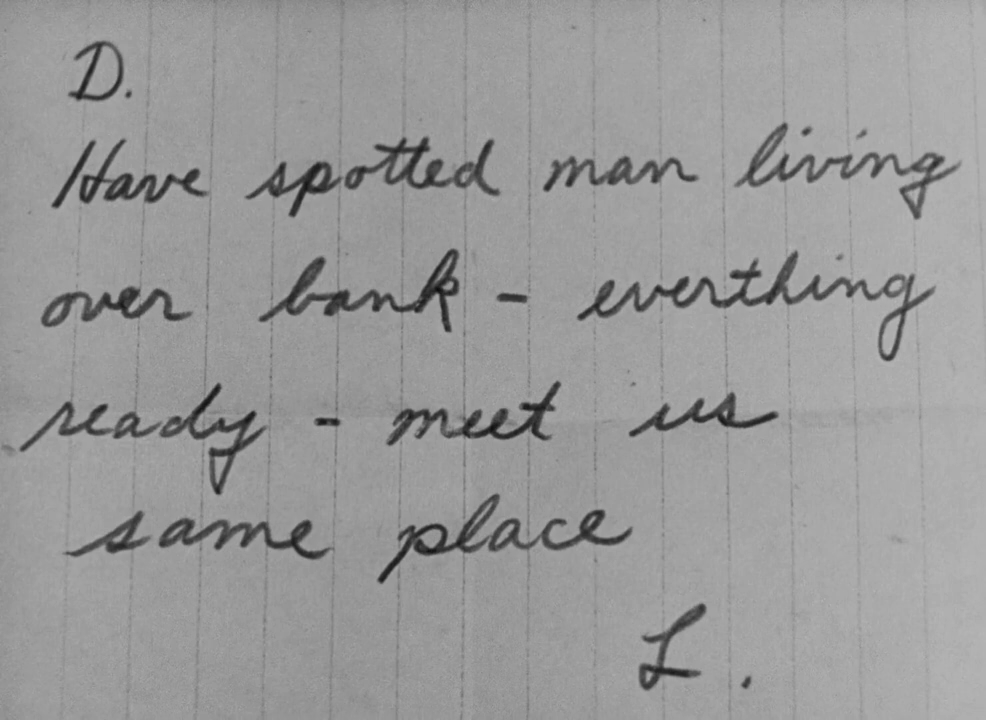 D.
Have spotted man living
over bank - everthing
ready - meet us
same place
L.